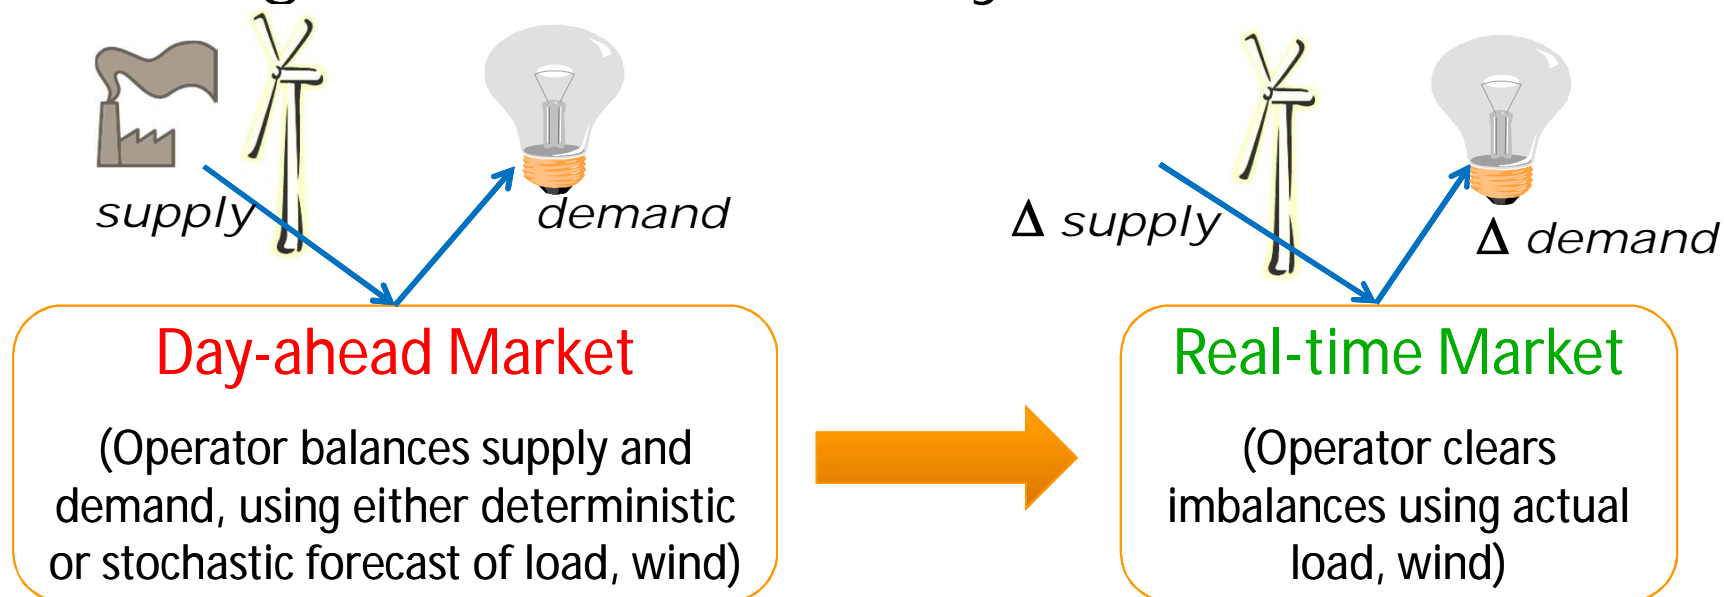 supply
demand
Δ supply
Δ demand
Day-ahead Market
(Operator balances supply and
demand, using either deterministic
or stochastic forecast of load, wind)
Real-time Market
(Operator clears
imbalances using actual
load, wind)